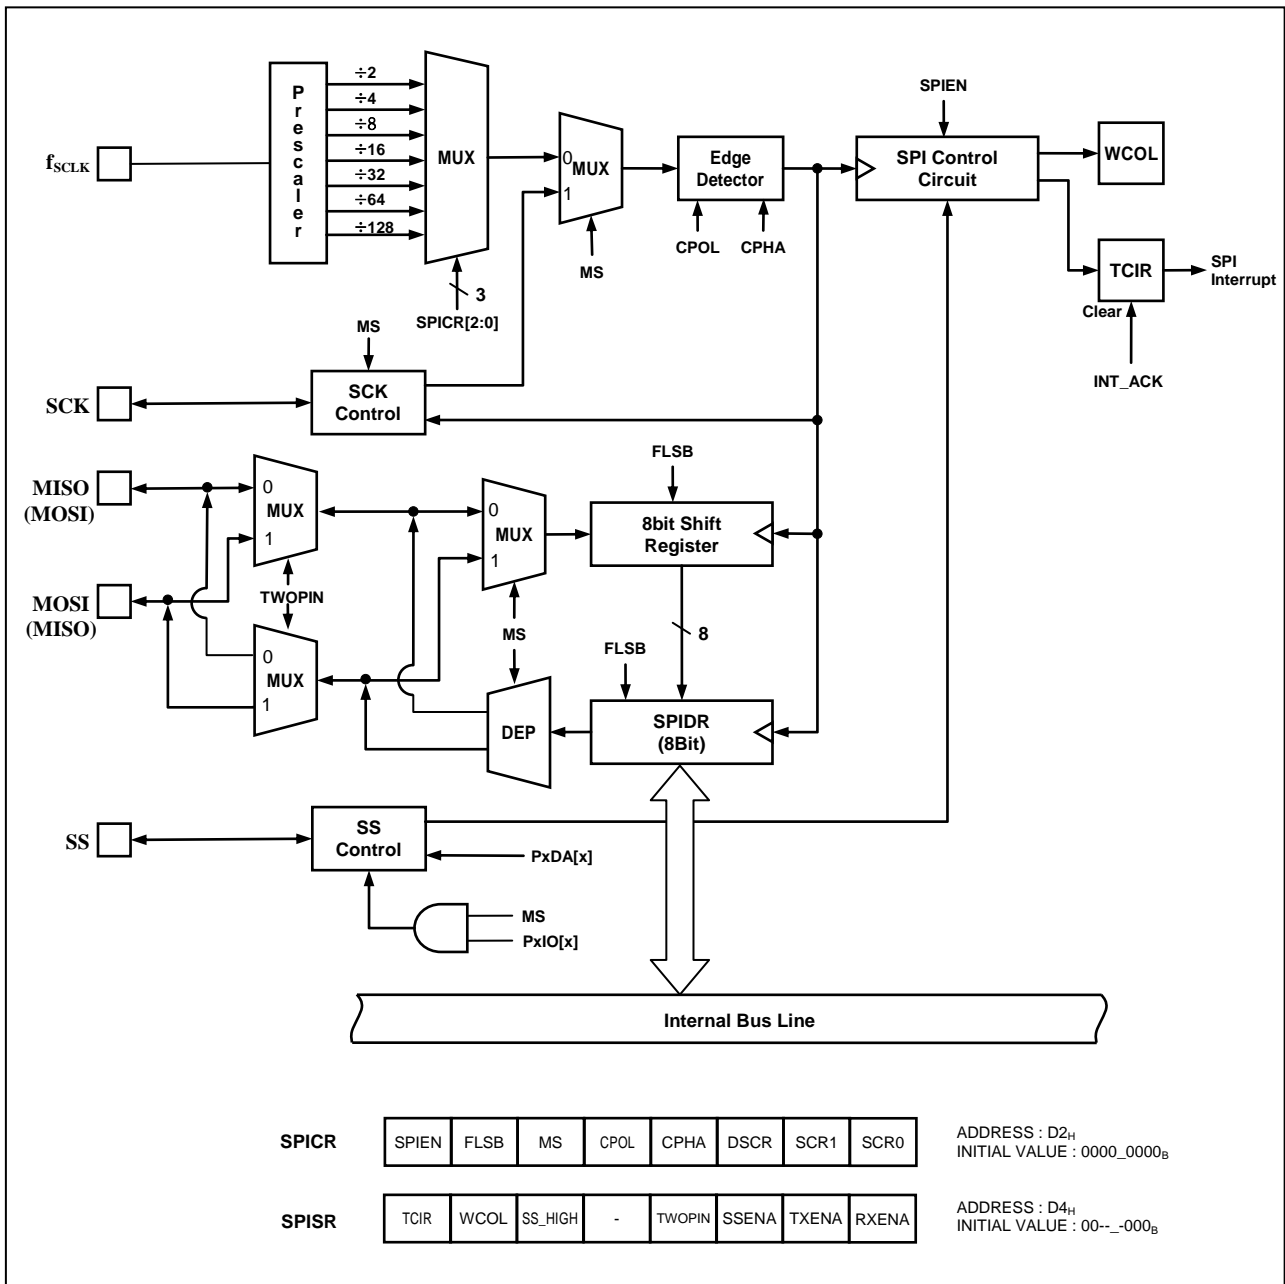 Prescaler
÷2
÷4
÷8
÷16
÷32
÷64
÷128
MUX
3
SPICR[2:0]
fSCLK
0
MUX
1
MS
Edge
Detector
CPOL
CPHA
SPIEN
SPI Control
Circuit
WCOL
TCIR
SPI
Interrupt
Clear
INT_ACK
MS
SCK
SCK
Control
MISO
(MOSI)
0
MUX
1
MOSI
(MISO)
TWOPIN
0
MUX
1
0
MUX
1
MS
DEP
FLSB
8bit Shift
Register
8
FLSB
SPIDR
(8Bit)
SS
SS
Control
PxDA[x]
MS
PxIO[x]
Internal Bus Line
SPICR SPIEN FLSB MS CPOL CPHA DSCR SCR1 SCR0
ADDRESS : D2H
INITIAL VALUE : 0000_0000B
SPISR TCIR WCOL SS_HIGH - TWOPIN SSENA TXENA RXENA
ADDRESS : D4H
INITIAL VALUE : 00--_-000B